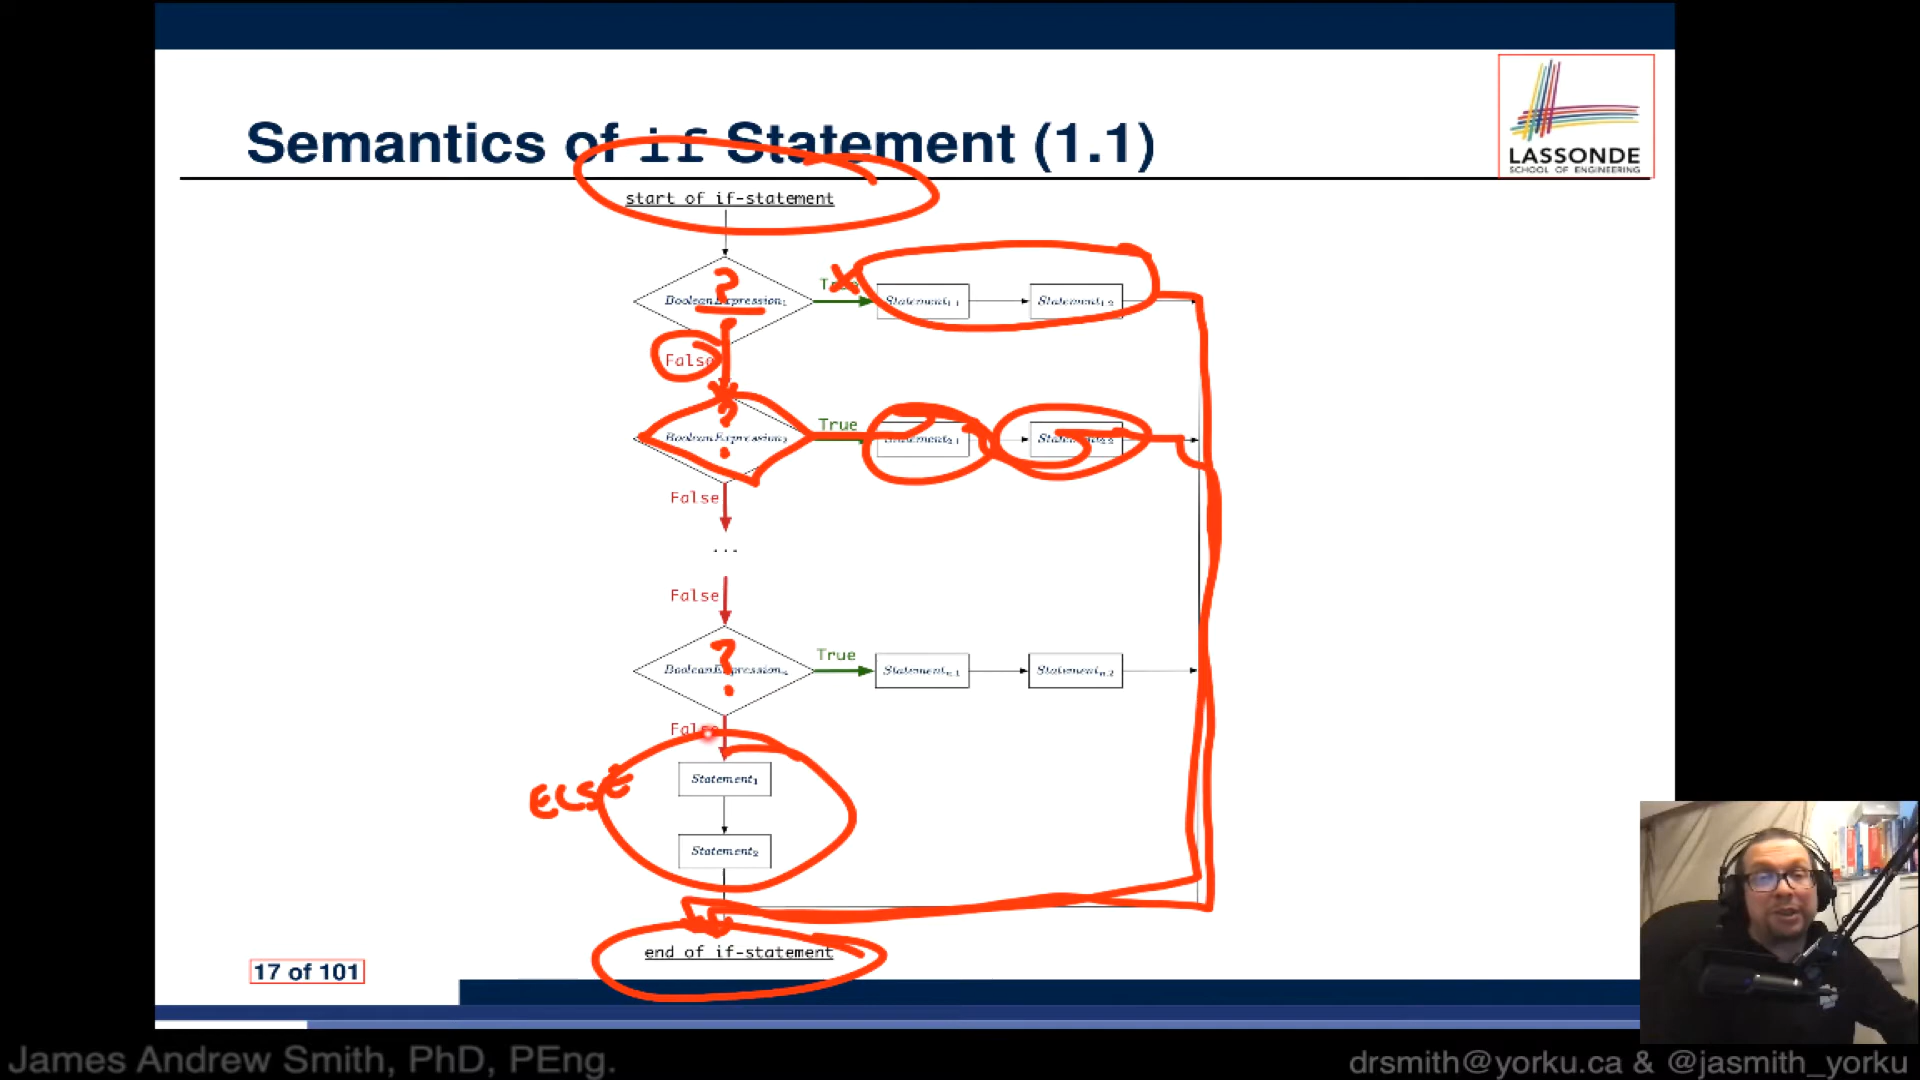 Semantics of if Statement (1.1)
LASSONDE
SCHOOL OF ENGINEERING
start of if-statement
?
BooleanExpression₁
True
Statement₁.₁
Statement₁.₂
False
?
BooleanExpression₂
True
Statement₂.₁
Statement₂.₂
False
...
False
?
BooleanExpressionₙ
True
Statementₙ.₁
Statementₙ.₂
False
ELSE
Statement₁
Statement₂
end of if-statement
17 of 101
James Andrew Smith, PhD, PEng.
drsmith@yorku.ca & @jasmith_yorku